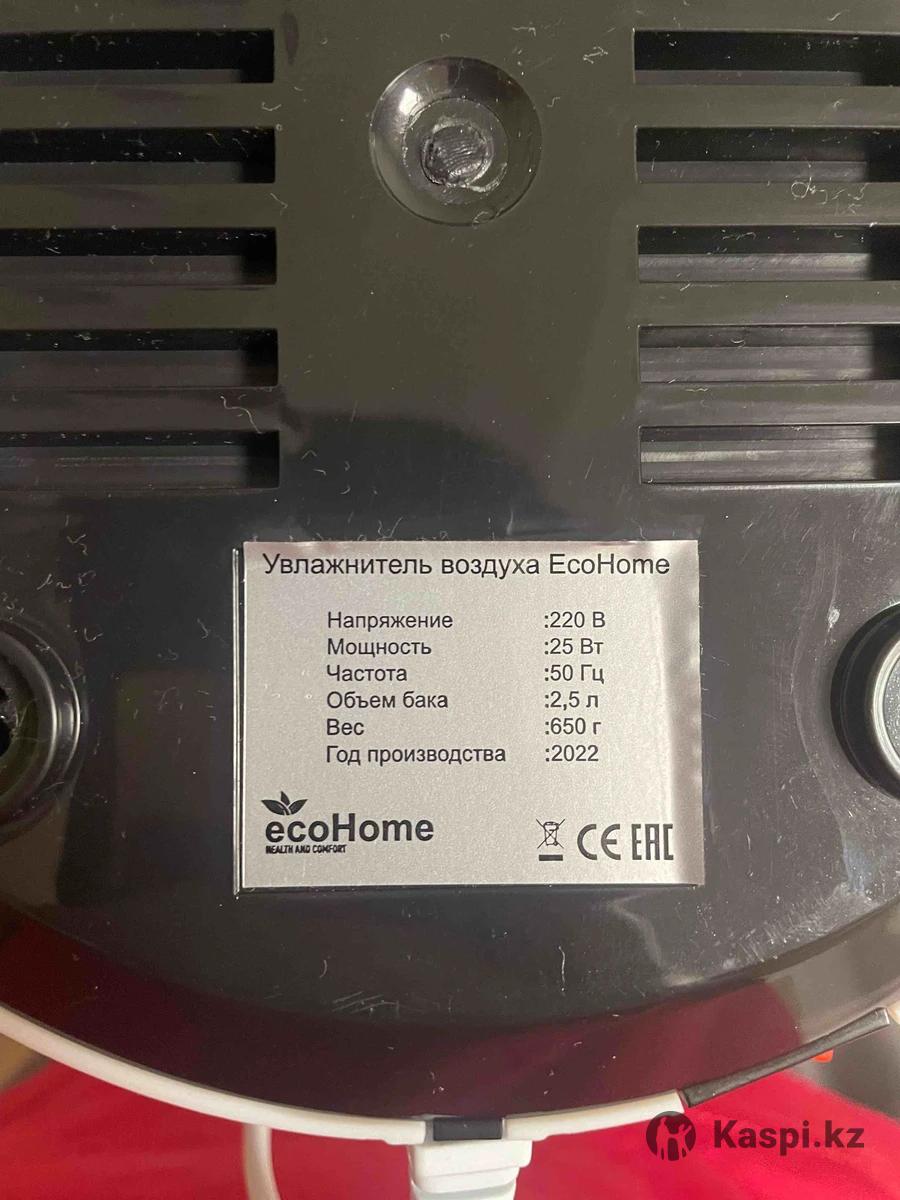 Увлажнитель воздуха EcoHome
Напряжение :220 В
Мощность :25 Вт
Частота :50 Гц
Объем бака :2,5 л
Вес :650 г
Год производства :2022
ecoHome
HEALTH AND COMFORT
CE EAC
Kaspi.kz